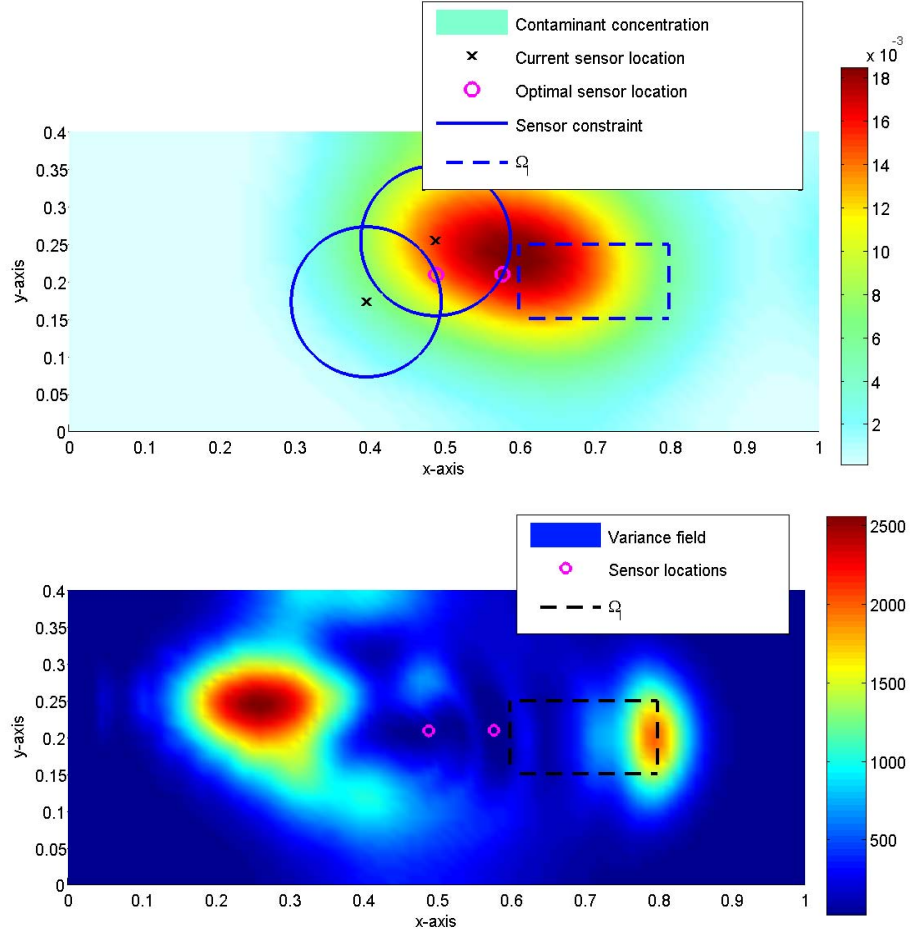 Contaminant concentration
Current sensor location
Optimal sensor location
Sensor constraint
Ω_l
x 10^-3
18
16
14
12
10
8
6
4
2
0.4
0.35
0.3
0.25
0.2
0.15
0.1
0.05
0
y-axis
0 0.1 0.2 0.3 0.4 0.5 0.6 0.7 0.8 0.9 1
x-axis
Variance field
Sensor locations
Ω_l
2500
2000
1500
1000
500
0.4
0.35
0.3
0.25
0.2
0.15
0.1
0.05
0
y-axis
0 0.1 0.2 0.3 0.4 0.5 0.6 0.7 0.8 0.9 1
x-axis